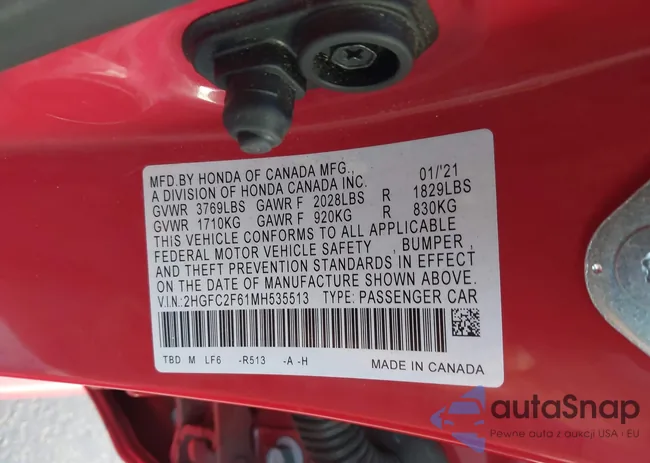 MFD.BY HONDA OF CANADA MFG., 01/'21
A DIVISION OF HONDA CANADA INC.
GVWR 3769LBS GAWR F 2028LBS R 1829LBS
GVWR 1710KG GAWR F 920KG R 830KG
THIS VEHICLE CONFORMS TO ALL APPLICABLE
FEDERAL MOTOR VEHICLE SAFETY , BUMPER ,
AND THEFT PREVENTION STANDARDS IN EFFECT
ON THE DATE OF MANUFACTURE SHOWN ABOVE.
V.I.N.: 2HGFC2F61MH535513 TYPE: PASSENGER CAR
TBD M LF6 -R513 -A -H MADE IN CANADA
autaSnap
Pewne auta z aukcji USA i EU